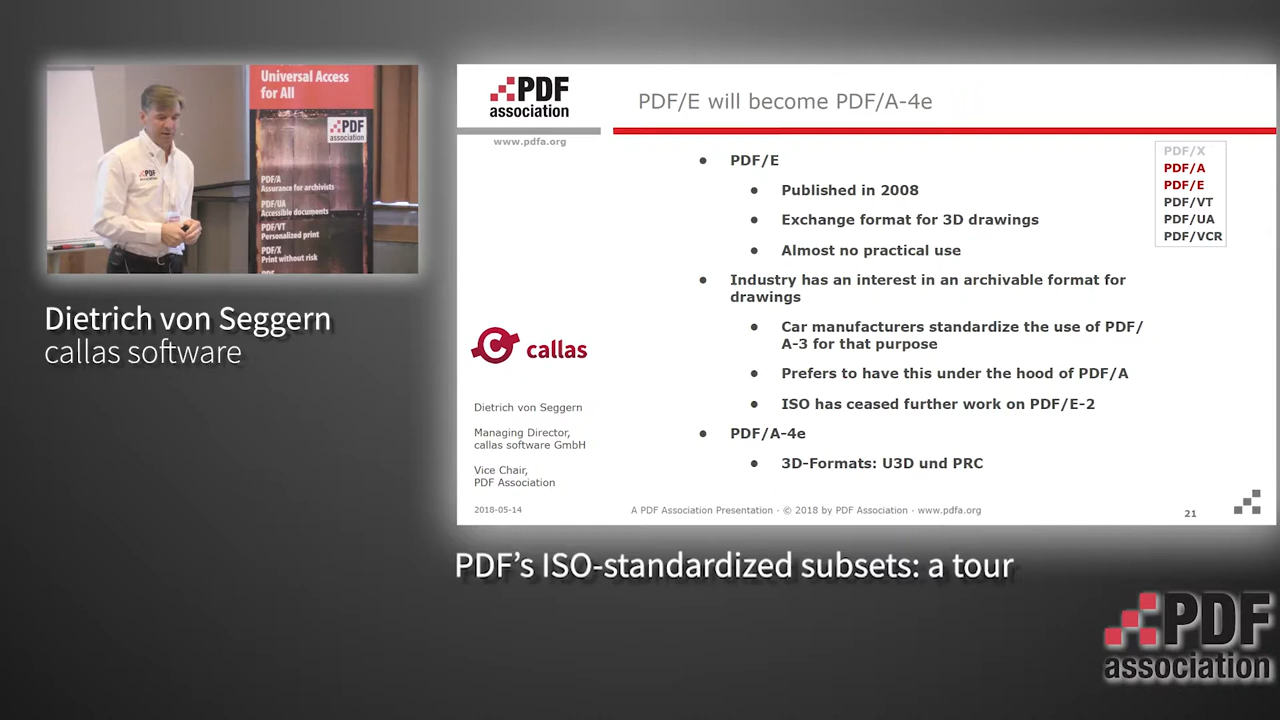 Universal Access
for All
PDF
association
PDF/A
Assurance for archivists
PDF/UA
Accessible documents
PDF/VT
Personalized print
PDF/X
Print without risk
PDF
association
Dietrich von Seggern
callas software
PDF
association
www.pdfa.org
callas
Dietrich von Seggern
Managing Director,
callas software GmbH
Vice Chair,
PDF Association
2018-05-14
PDF/E will become PDF/A-4e
● PDF/E
● Published in 2008
● Exchange format for 3D drawings
● Almost no practical use
● Industry has an interest in an archivable format for
drawings
● Car manufacturers standardize the use of PDF/
A-3 for that purpose
● Prefers to have this under the hood of PDF/A
● ISO has ceased further work on PDF/E-2
● PDF/A-4e
● 3D-Formats: U3D und PRC
PDF/X
PDF/A
PDF/E
PDF/VT
PDF/UA
PDF/VCR
A PDF Association Presentation · © 2018 by PDF Association · www.pdfa.org
21
PDF’s ISO-standardized subsets: a tour
PDF
association